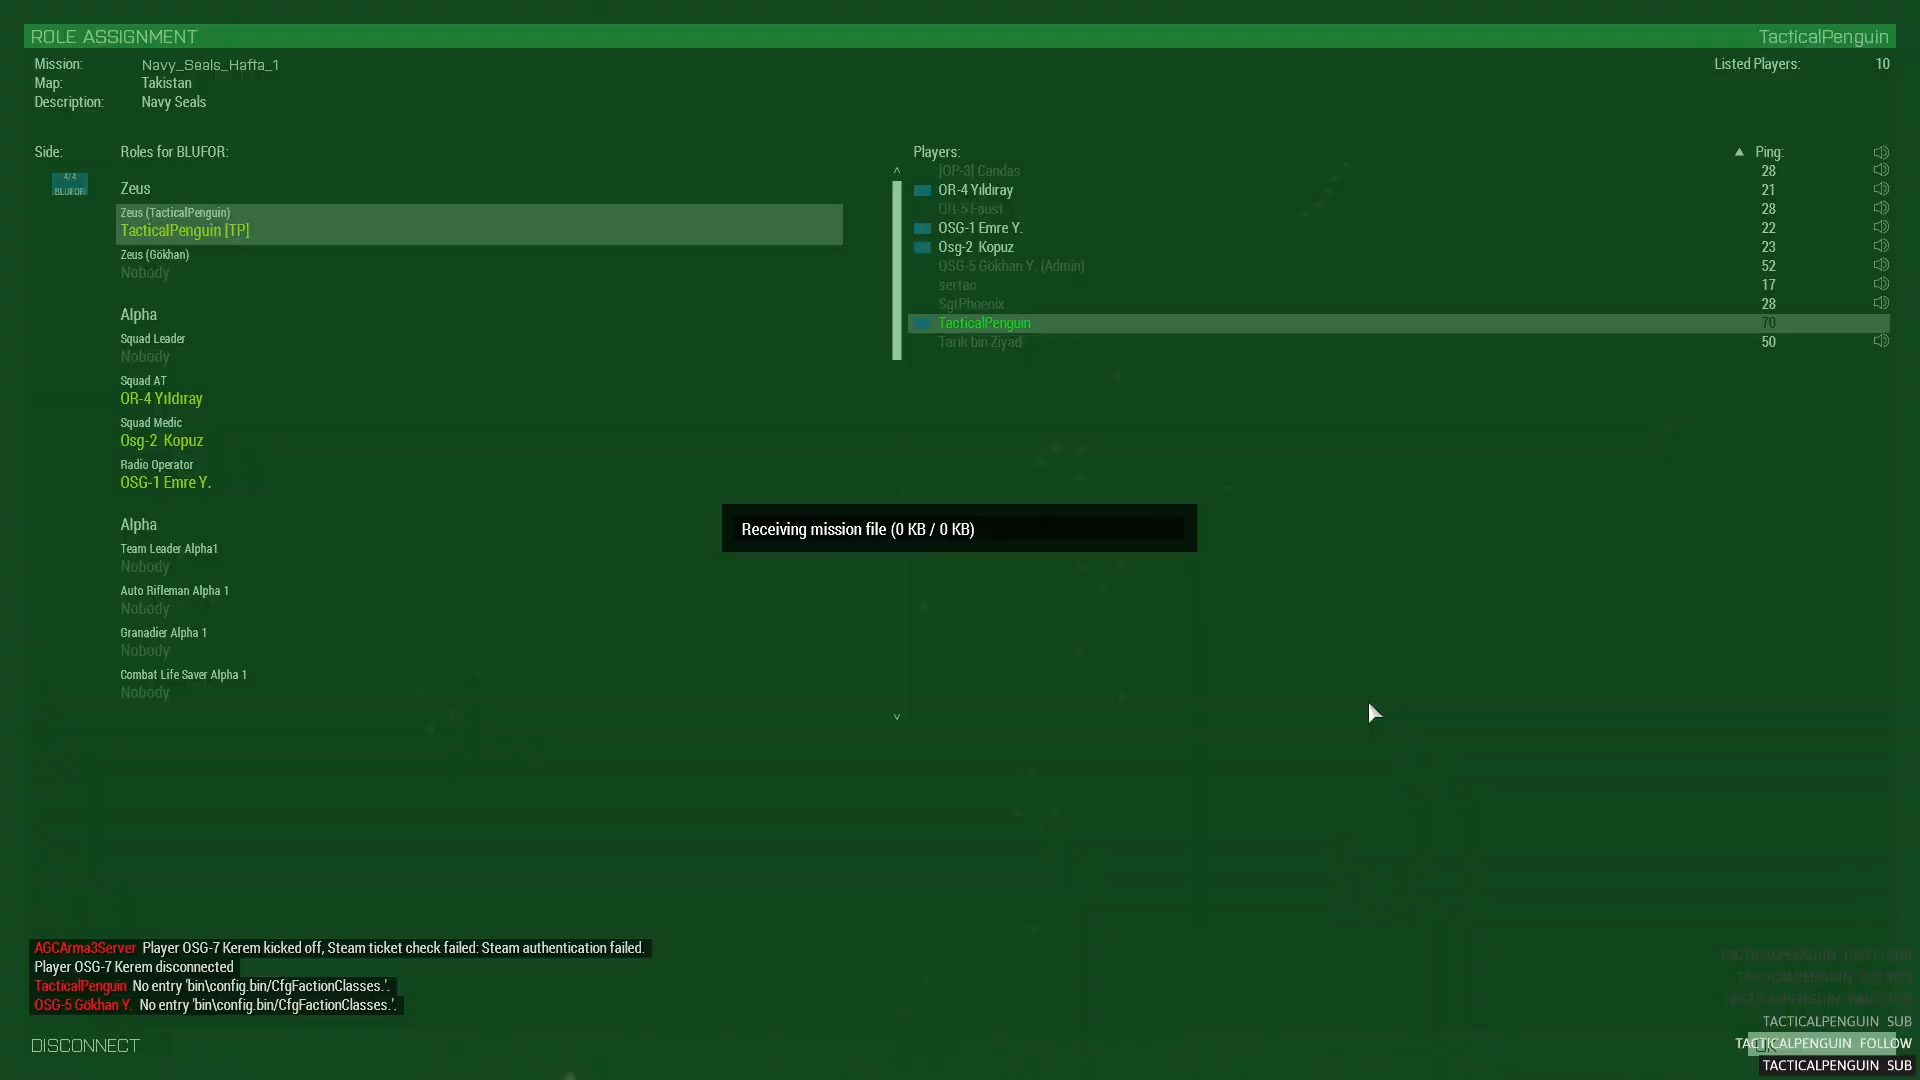 ROLE ASSIGNMENT
TacticalPenguin
Mission: Navy_Seals_Hafta_1
Listed Players: 10
Map: Takistan
Description: Navy Seals
Side:
4/4
BLUFOR
Roles for BLUFOR:
Zeus
Zeus (TacticalPenguin)
TacticalPenguin [TP]
Zeus (Gökhan)
Nobody
Alpha
Squad Leader
Nobody
Squad AT
OR-4 Yıldıray
Squad Medic
Osg-2 Kopuz
Radio Operator
OSG-1 Emre Y.
Alpha
Team Leader Alpha1
Nobody
Auto Rifleman Alpha 1
Nobody
Granadier Alpha 1
Nobody
Combat Life Saver Alpha 1
Nobody
Players: Ping:
[OP-3] Candas 28
OR-4 Yıldıray 21
OR-5 Faust 28
OSG-1 Emre Y. 22
Osg-2 Kopuz 23
OSG-5 Gökhan Y. (Admin) 52
sertac 17
SgtPhoenix 28
TacticalPenguin 70
Tarık bin Ziyad 50
Receiving mission file (0 KB / 0 KB)
AGCArma3Server Player OSG-7 Kerem kicked off, Steam ticket check failed: Steam authentication failed.
Player OSG-7 Kerem disconnected
TacticalPenguin No entry 'bin\config.bin/CfgFactionClasses.'.
OSG-5 Gökhan Y. No entry 'bin\config.bin/CfgFactionClasses.'.
DISCONNECT
TACTICALPENGUIN
TACTICALPENGUIN
TACTICALPENGUIN
TACTICALPENGUIN SUB
TACTICALPENGUIN FOLLOW
OK
TACTICALPENGUIN SUB